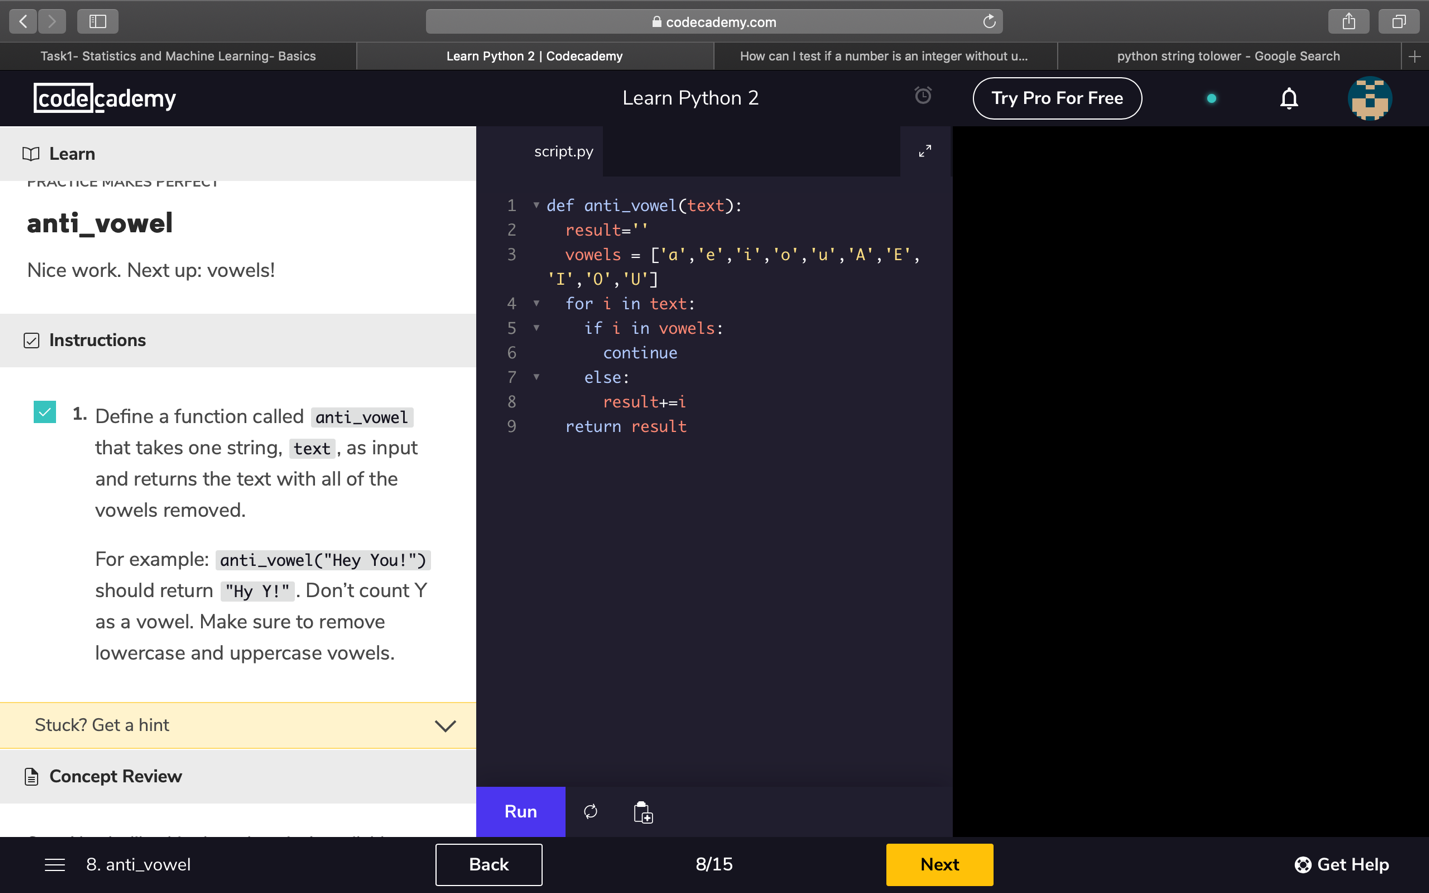 codecademy.com
Task1- Statistics and Machine Learning- Basics
Learn Python 2 | Codecademy
How can I test if a number is an integer without u...
python string tolower - Google Search
codecademy
Learn Python 2
Try Pro For Free
Learn
PRACTICE MAKES PERFECT
anti_vowel
Nice work. Next up: vowels!
Instructions
1. Define a function called anti_vowel
that takes one string, text, as input
and returns the text with all of the
vowels removed.
For example: anti_vowel("Hey You!")
should return "Hy Y!". Don’t count Y
as a vowel. Make sure to remove
lowercase and uppercase vowels.
Stuck? Get a hint
Concept Review
script.py
1 def anti_vowel(text):
2 result=''
3 vowels = ['a','e','i','o','u','A','E',
'I','O','U']
4 for i in text:
5 if i in vowels:
6 continue
7 else:
8 result+=i
9 return result
Run
8. anti_vowel
Back
8/15
Next
Get Help